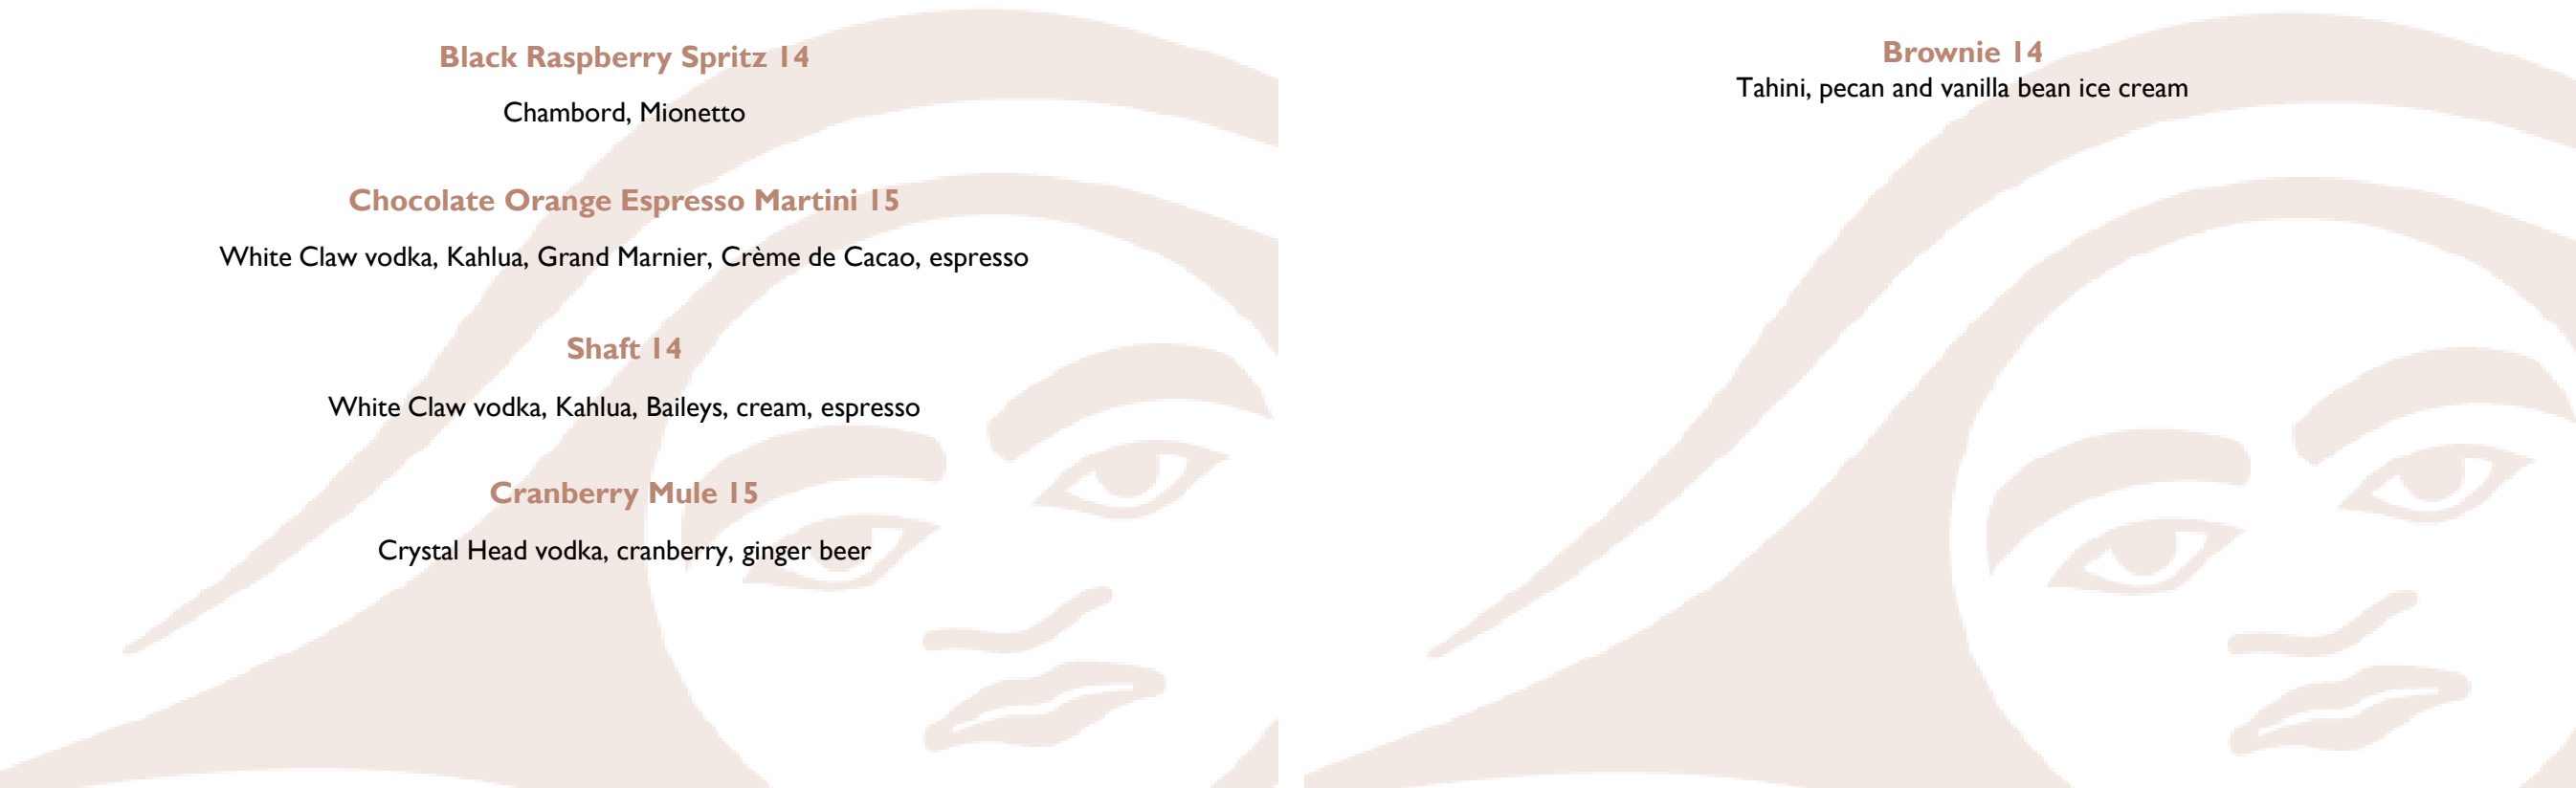 Black Raspberry Spritz 14
Chambord, Mionetto
Chocolate Orange Espresso Martini 15
White Claw vodka, Kahlua, Grand Marnier, Crème de Cacao, espresso
Shaft 14
White Claw vodka, Kahlua, Baileys, cream, espresso
Cranberry Mule 15
Crystal Head vodka, cranberry, ginger beer
Brownie 14
Tahini, pecan and vanilla bean ice cream